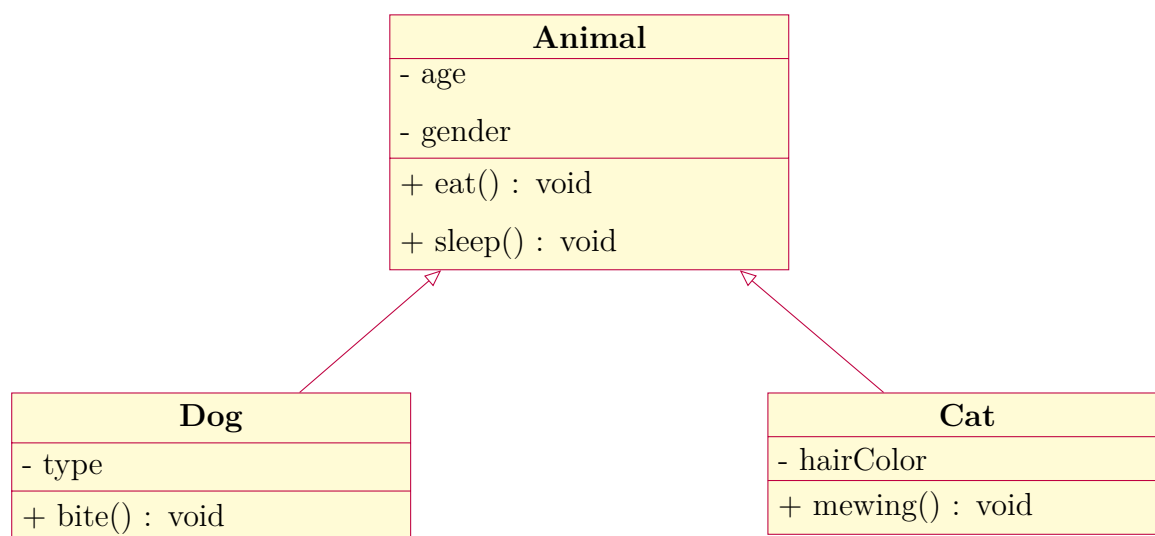 Animal
- age
- gender
+ eat() : void
+ sleep() : void
Dog
- type
+ bite() : void
Cat
- hairColor
+ mewing() : void